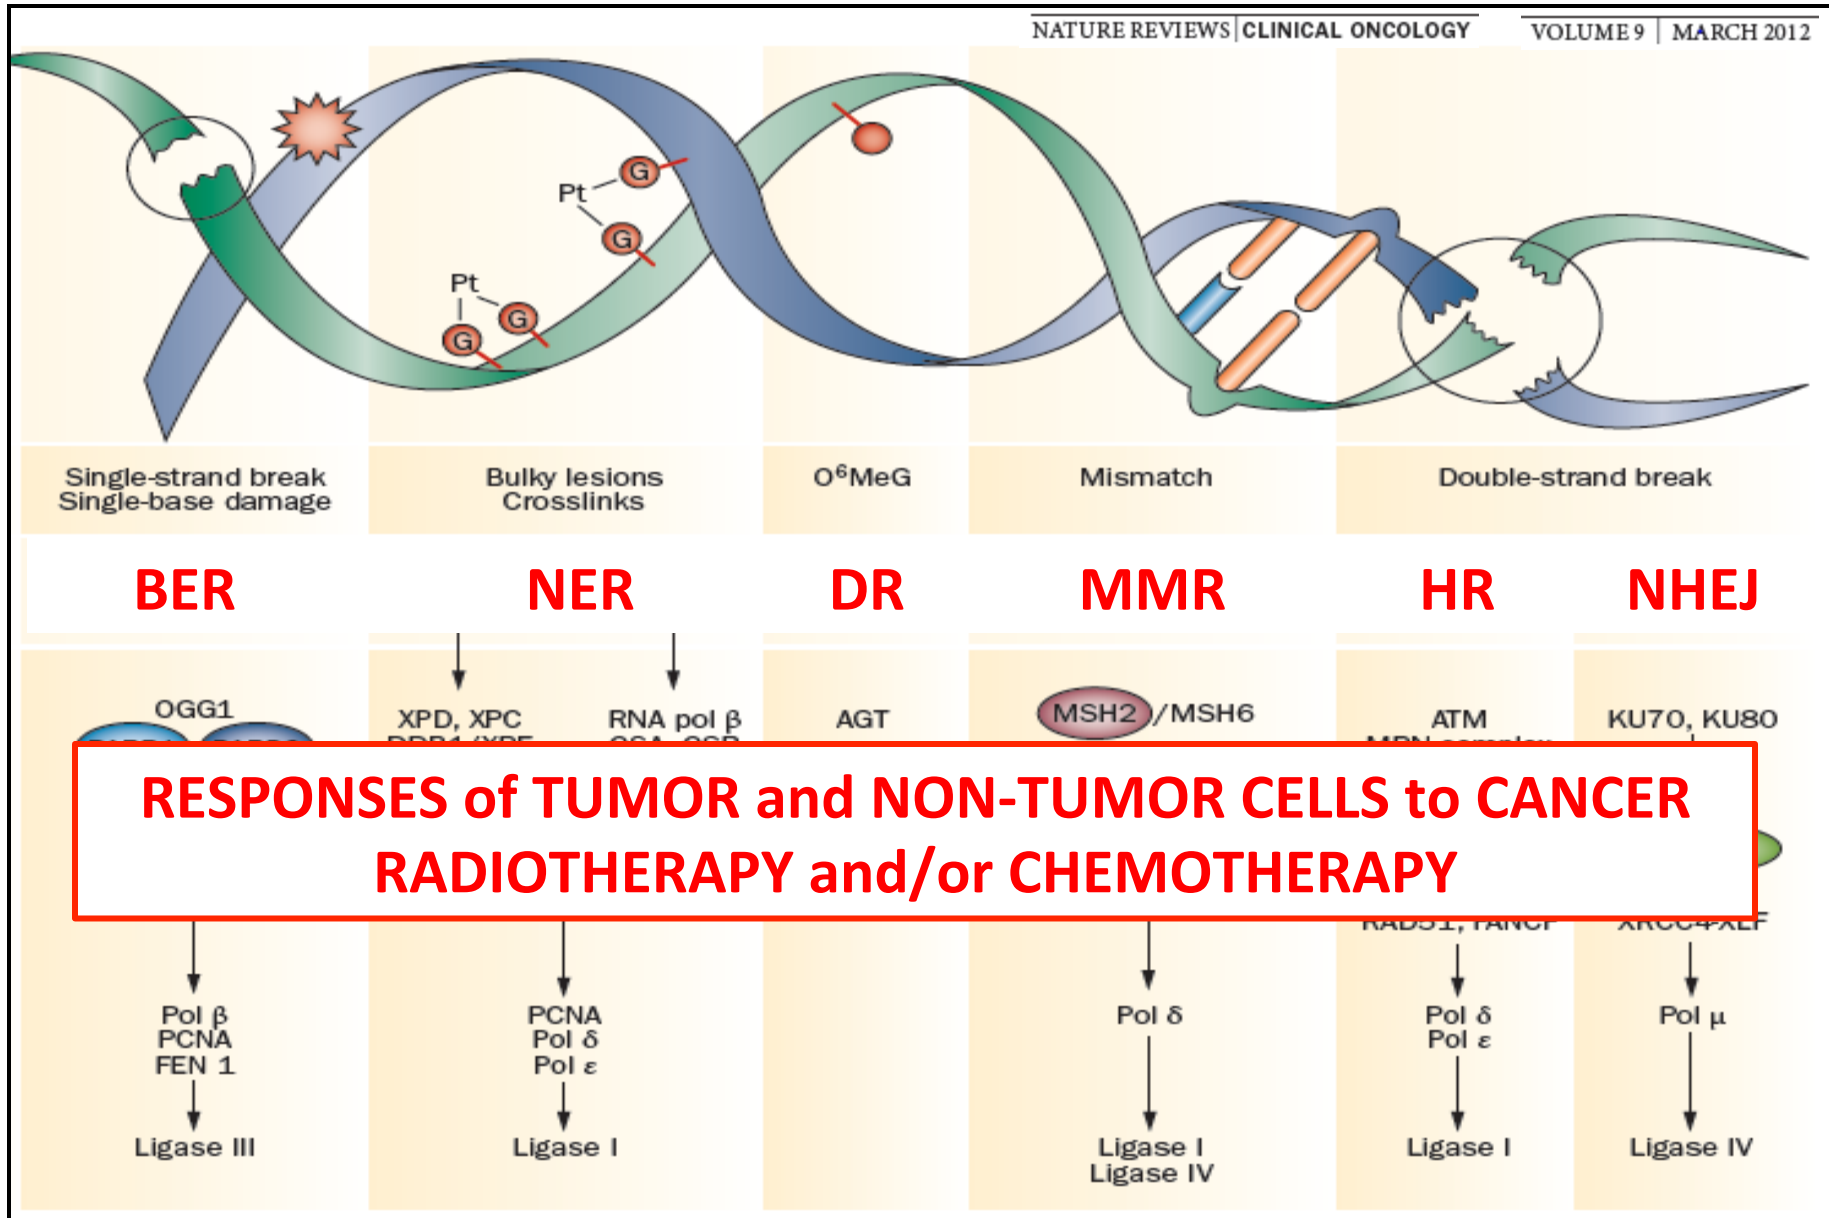 NATURE REVIEWS | CLINICAL ONCOLOGY VOLUME 9 | MARCH 2012
G
Pt
G
Pt
G
G
Single-strand break
Single-base damage
Bulky lesions
Crosslinks
O⁶MeG
Mismatch
Double-strand break
BER
NER
DR
MMR
HR
NHEJ
OGG1
XPD, XPC
RNA pol β
AGT
MSH2/MSH6
ATM
KU70, KU80
RESPONSES of TUMOR and NON-TUMOR CELLS to CANCER
RADIOTHERAPY and/or CHEMOTHERAPY
Pol β
PCNA
FEN 1
Ligase III
PCNA
Pol δ
Pol ε
Ligase I
Pol δ
Ligase I
Ligase IV
Pol δ
Pol ε
Ligase I
Pol μ
Ligase IV